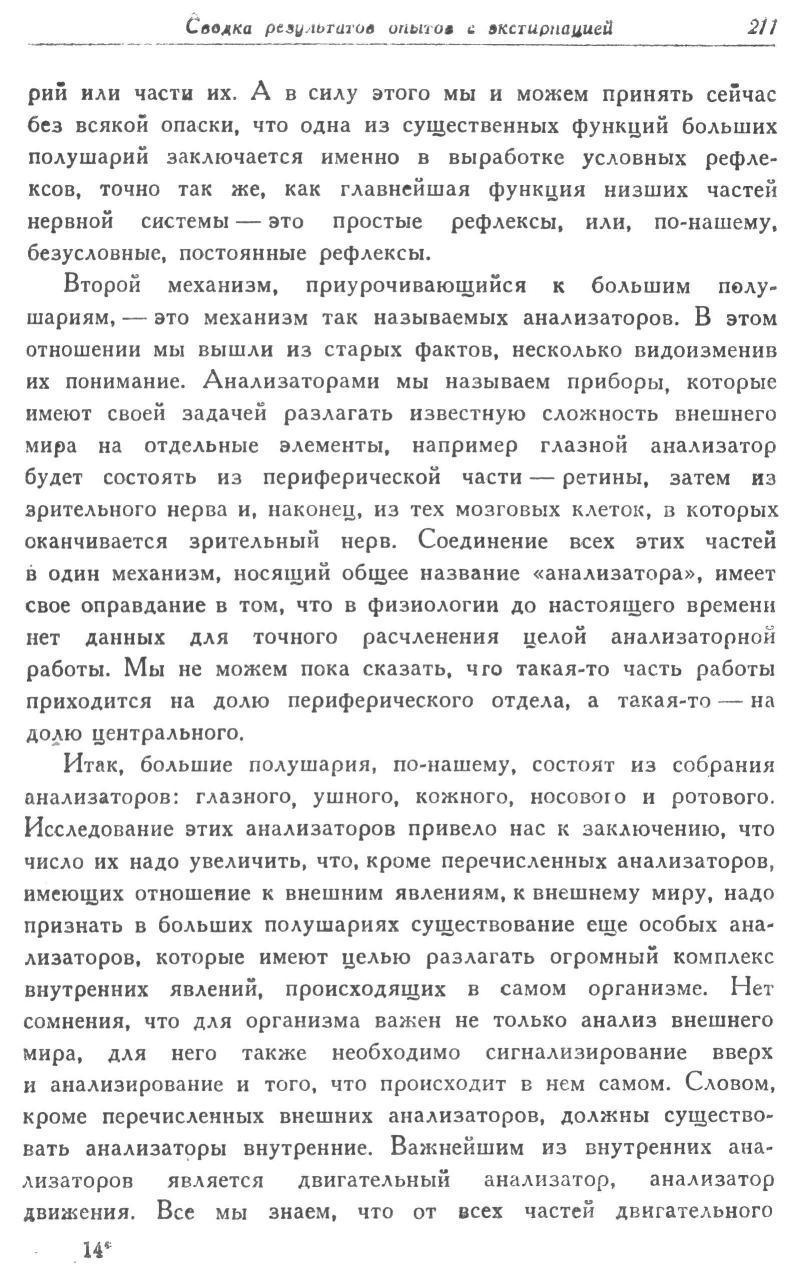 Сводка результатов опытов с экстирпацией 211
рий или части их. А в силу этого мы и можем принять сейчас
без всякой опаски, что одна из существенных функций больших
полушарий заключается именно в выработке условных рефле-
ксов, точно так же, как главнейшая функция низших частей
нервной системы — это простые рефлексы, или, по-нашему,
безусловные, постоянные рефлексы.
Второй механизм, приурочивающийся к большим полу-
шариям, — это механизм так называемых анализаторов. В этом
отношении мы вышли из старых фактов, несколько видоизменив
их понимание. Анализаторами мы называем приборы, которые
имеют своей задачей разлагать известную сложность внешнего
мира на отдельные элементы, например глазной анализатор
будет состоять из периферической части — ретины, затем из
зрительного нерва и, наконец, из тех мозговых клеток, в которых
оканчивается зрительный нерв. Соединение всех этих частей
в один механизм, носящий общее название «анализатора», имеет
свое оправдание в том, что в физиологии до настоящего времени
нет данных для точного расчленения целой анализаторной
работы. Мы не можем пока сказать, что такая-то часть работы
приходится на долю периферического отдела, а такая-то — на
долю центрального.
Итак, большие полушария, по-нашему, состоят из собрания
анализаторов: глазного, ушного, кожного, носового и ротового.
Исследование этих анализаторов привело нас к заключению, что
число их надо увеличить, что, кроме перечисленных анализаторов,
имеющих отношение к внешним явлениям, к внешнему миру, надо
признать в больших полушариях существование еще особых ана-
лизаторов, которые имеют целью разлагать огромный комплекс
внутренних явлений, происходящих в самом организме. Нет
сомнения, что для организма важен не только анализ внешнего
мира, для него также необходимо сигнализирование вверх
и анализирование и того, что происходит в нем самом. Словом,
кроме перечисленных внешних анализаторов, должны существо-
вать анализаторы внутренние. Важнейшим из внутренних ана-
лизаторов является двигательный анализатор, анализатор
движения. Все мы знаем, что от всех частей двигательного
14*